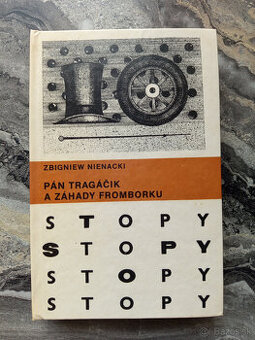 ZBIGNIEW NIENACKI
PÁN TRAGÁČIK
A ZÁHADY FROMBORKU
STOPY
STOPY
STOPY
STOPY